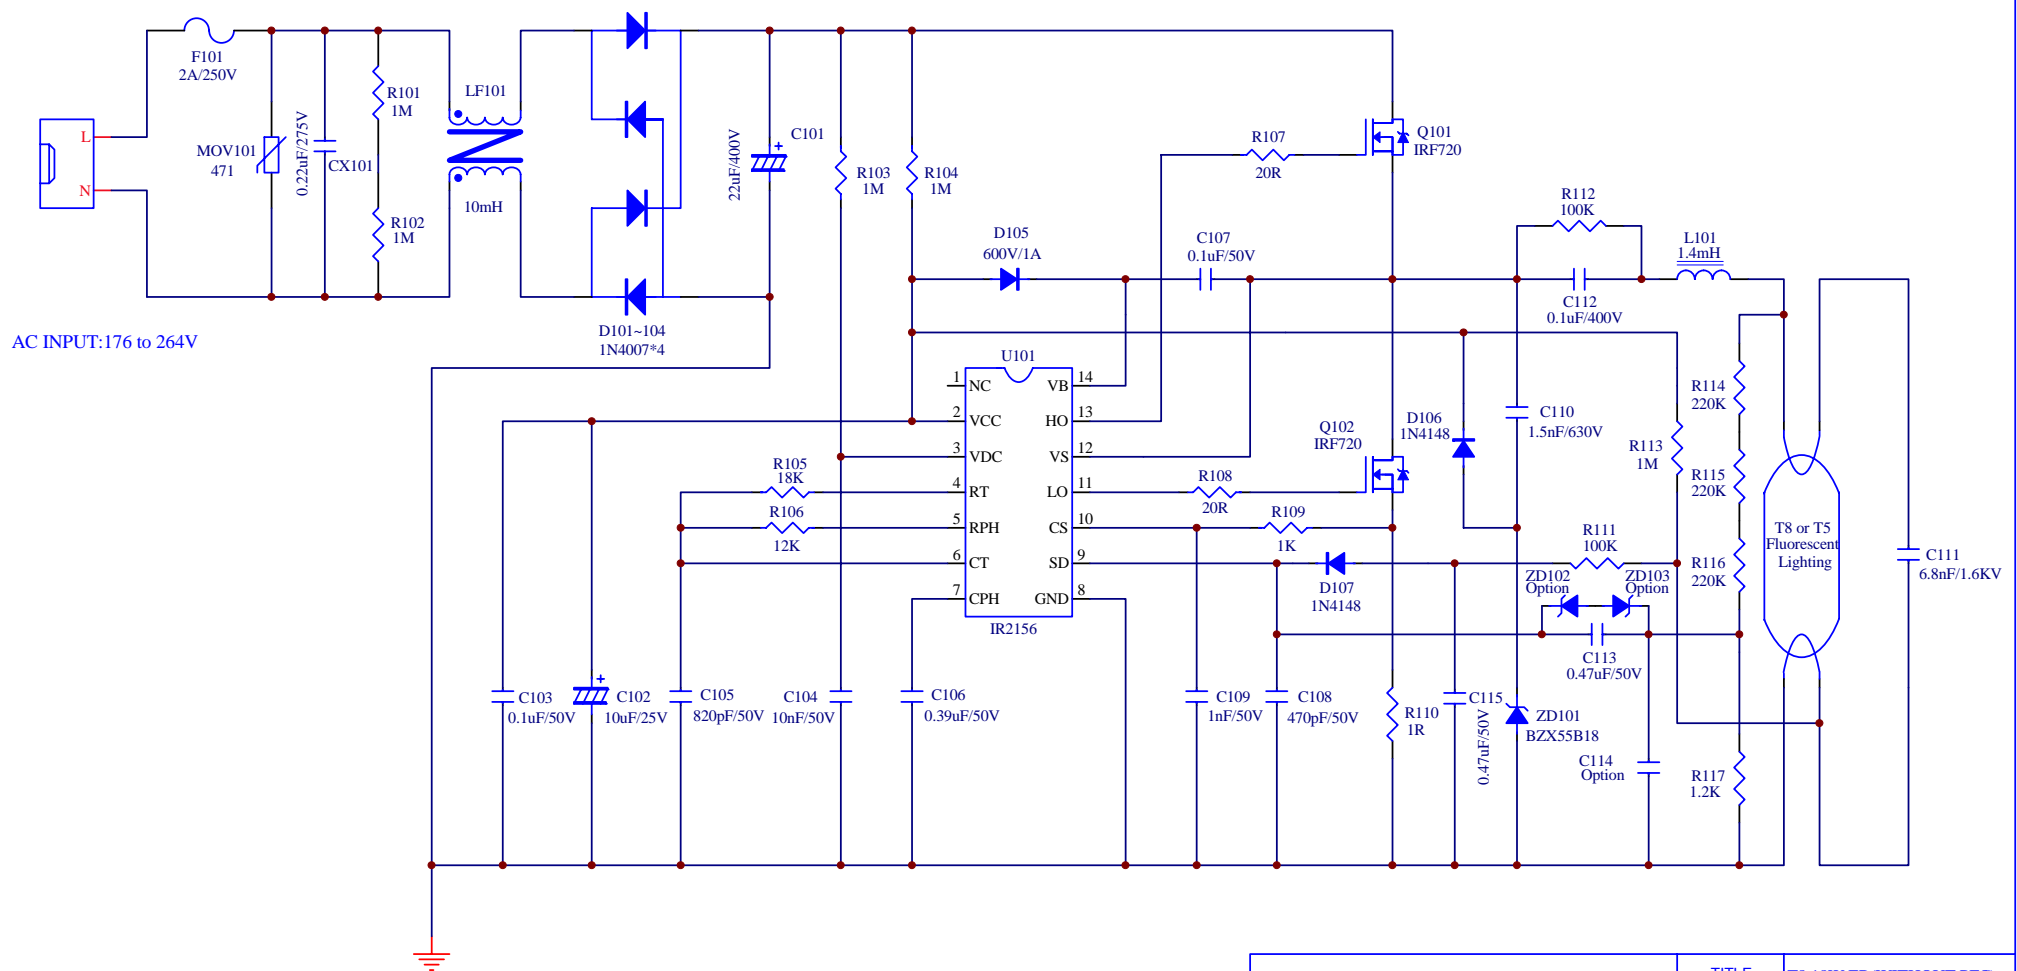 F101
2A/250V
L
N
MOV101
471
0.22uF/275V
CX101
R101
1M
R102
1M
LF101
10mH
D101~104
1N4007*4
AC INPUT:176 to 264V
C101
22uF/400V
R103
1M
R104
1M
D105
600V/1A
C107
0.1uF/50V
R107
20R
Q101
IRF720
R112
100K
C112
0.1uF/400V
L101
1.4mH
U101
1 NC
2 VCC
3 VDC
4 RT
5 RPH
6 CT
7 CPH
VB 14
HO 13
VS 12
LO 11
CS 10
SD 9
GND 8
IR2156
R105
18K
R106
12K
Q102
IRF720
D106
1N4148
R108
20R
R109
1K
D107
1N4148
C110
1.5nF/630V
R111
100K
R113
1M
R114
220K
R115
220K
R116
220K
T8 or T5
Fluorescent
Lighting
C111
6.8nF/1.6KV
ZD102
Option
ZD103
Option
C113
0.47uF/50V
C103
0.1uF/50V
C102
10uF/25V
C105
820pF/50V
C104
10nF/50V
C106
0.39uF/50V
C109
1nF/50V
C108
470pF/50V
R110
1R
C115
0.47uF/50V
ZD101
BZX55B18
C114
Option
R117
1.2K
TITLE